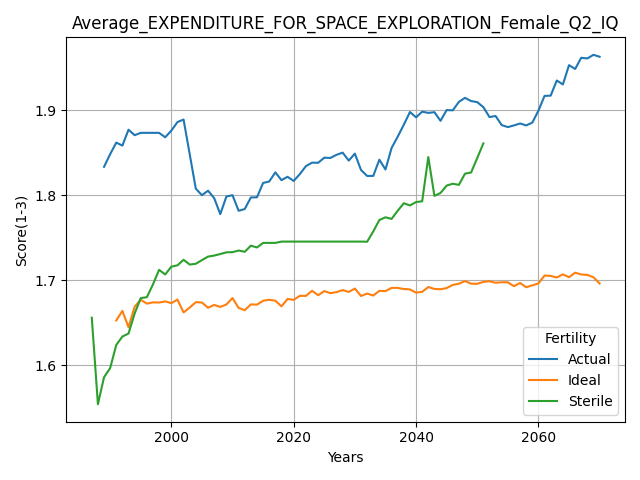 Average_EXPENDITURE_FOR_SPACE_EXPLORATION_Female_Q2_IQ
Score(1-3)
1.9
1.8
1.7
1.6
2000 2020 2040 2060
Years
Fertility
Actual
Ideal
Sterile